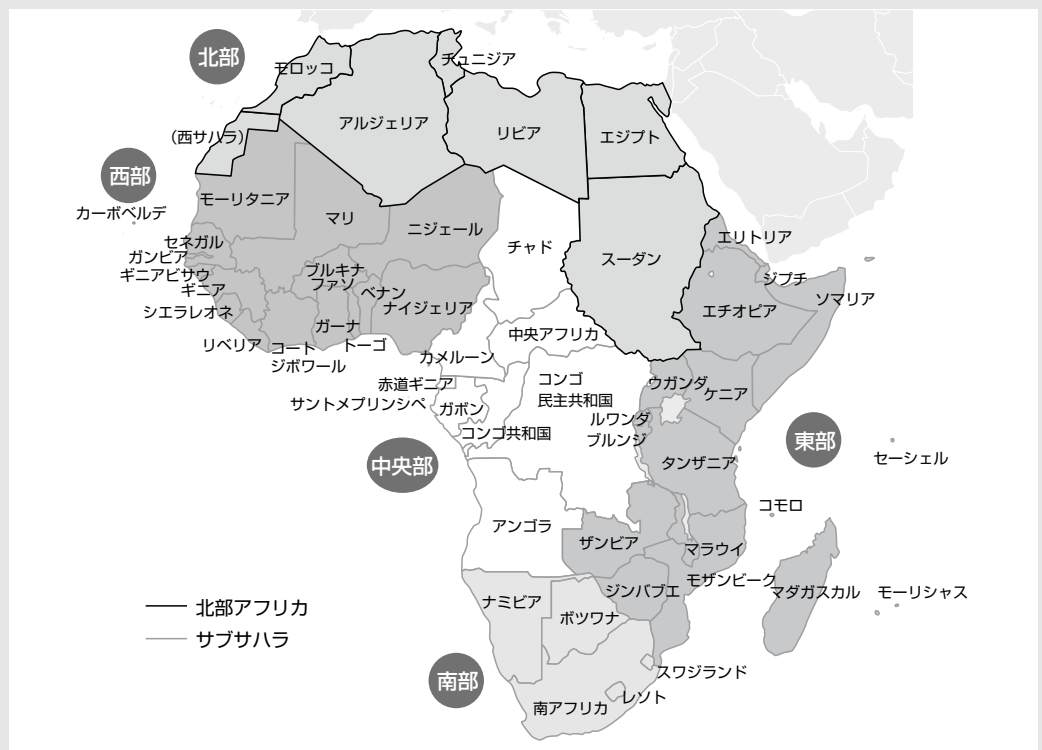 北部
モロッコ
チュニジア
アルジェリア
リビア
エジプト
（西サハラ）
西部
カーボベルデ
モーリタニア
マリ
ニジェール
チャド
スーダン
エリトリア
セネガル
ガンビア
ギニアビサウ
ギニア
シエラレオネ
リベリア
コート
ジボワール
ブルキナ
ファソ
ガーナ
トーゴ
ベナン
ナイジェリア
ジプチ
ソマリア
エチオピア
中央アフリカ
カメルーン
赤道ギニア
サントメプリンシペ
ガボン
コンゴ共和国
コンゴ
民主共和国
ウガンダ
ケニア
ルワンダ
ブルンジ
タンザニア
中央部
東部
セーシェル
コモロ
アンゴラ
ザンビア
マラウイ
モザンビーク
マダガスカル
モーリシャス
ジンバブエ
ナミビア
ボツワナ
スワジランド
レソト
南アフリカ
南部
北部アフリカ
サブサハラ